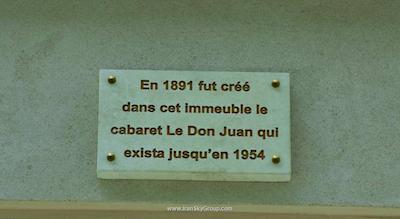 En 1891 fut créé
dans cet immeuble le
cabaret Le Don Juan qui
exista jusqu'en 1954
www.IranSkyGroup.com